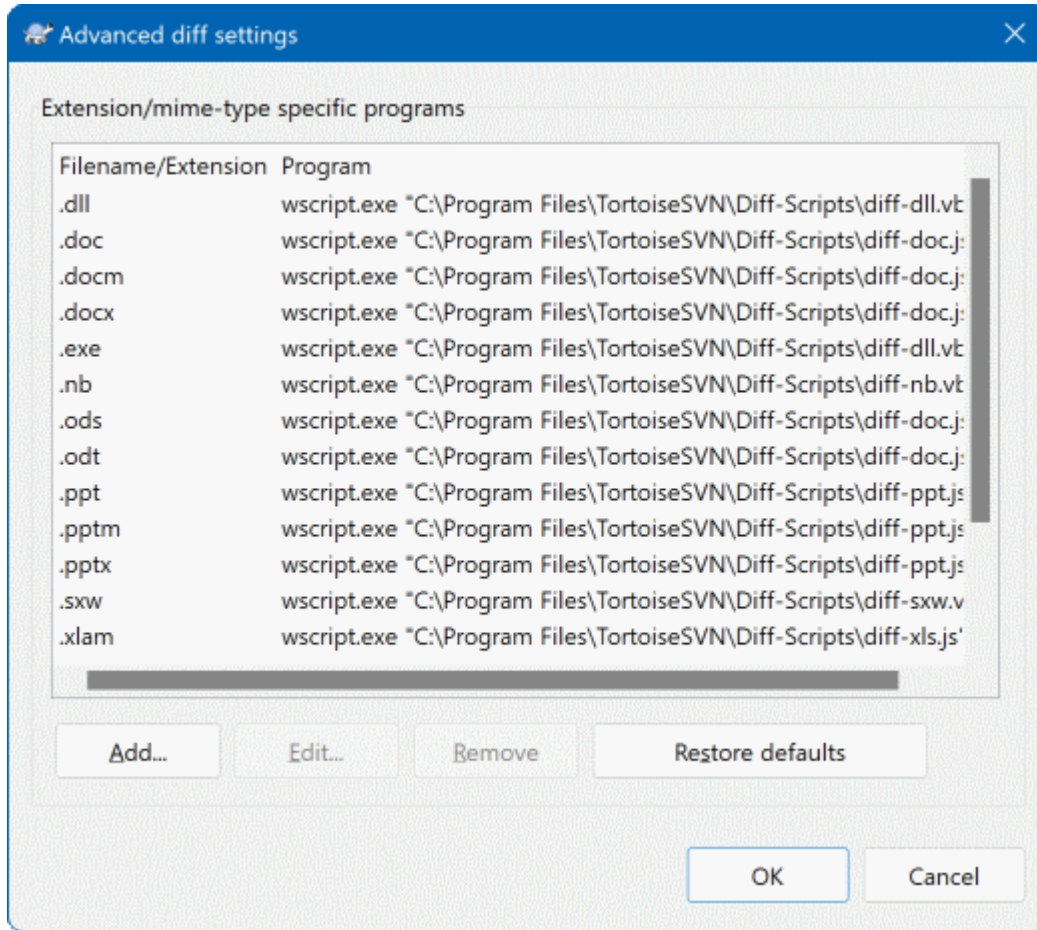 Advanced diff settings
Extension/mime-type specific programs
Filename/Extension Program
.dll wscript.exe "C:\Program Files\TortoiseSVN\Diff-Scripts\diff-dll.vb
.doc wscript.exe "C:\Program Files\TortoiseSVN\Diff-Scripts\diff-doc.js
.docm wscript.exe "C:\Program Files\TortoiseSVN\Diff-Scripts\diff-doc.js
.docx wscript.exe "C:\Program Files\TortoiseSVN\Diff-Scripts\diff-doc.js
.exe wscript.exe "C:\Program Files\TortoiseSVN\Diff-Scripts\diff-dll.vb
.nb wscript.exe "C:\Program Files\TortoiseSVN\Diff-Scripts\diff-nb.vb
.ods wscript.exe "C:\Program Files\TortoiseSVN\Diff-Scripts\diff-doc.js
.odt wscript.exe "C:\Program Files\TortoiseSVN\Diff-Scripts\diff-doc.js
.ppt wscript.exe "C:\Program Files\TortoiseSVN\Diff-Scripts\diff-ppt.js
.pptm wscript.exe "C:\Program Files\TortoiseSVN\Diff-Scripts\diff-ppt.js
.pptx wscript.exe "C:\Program Files\TortoiseSVN\Diff-Scripts\diff-ppt.js
.sxw wscript.exe "C:\Program Files\TortoiseSVN\Diff-Scripts\diff-sxw.v
.xlam wscript.exe "C:\Program Files\TortoiseSVN\Diff-Scripts\diff-xls.js"
Add... Edit... Remove Restore defaults
OK Cancel